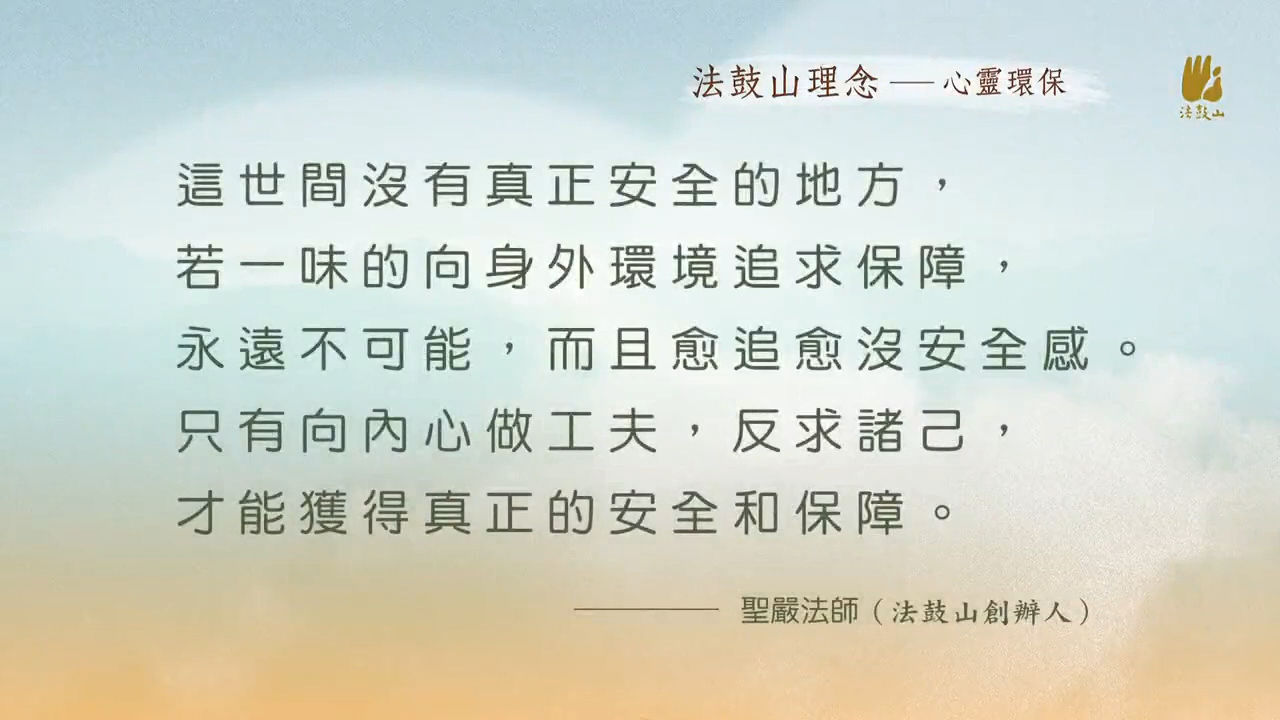 法鼓山理念——心靈環保
法鼓山
這世間沒有真正安全的地方，
若一味的向身外環境追求保障，
永遠不可能，而且愈追愈沒安全感。
只有向內心做工夫，反求諸己，
才能獲得真正的安全和保障。
——聖嚴法師（法鼓山創辦人）